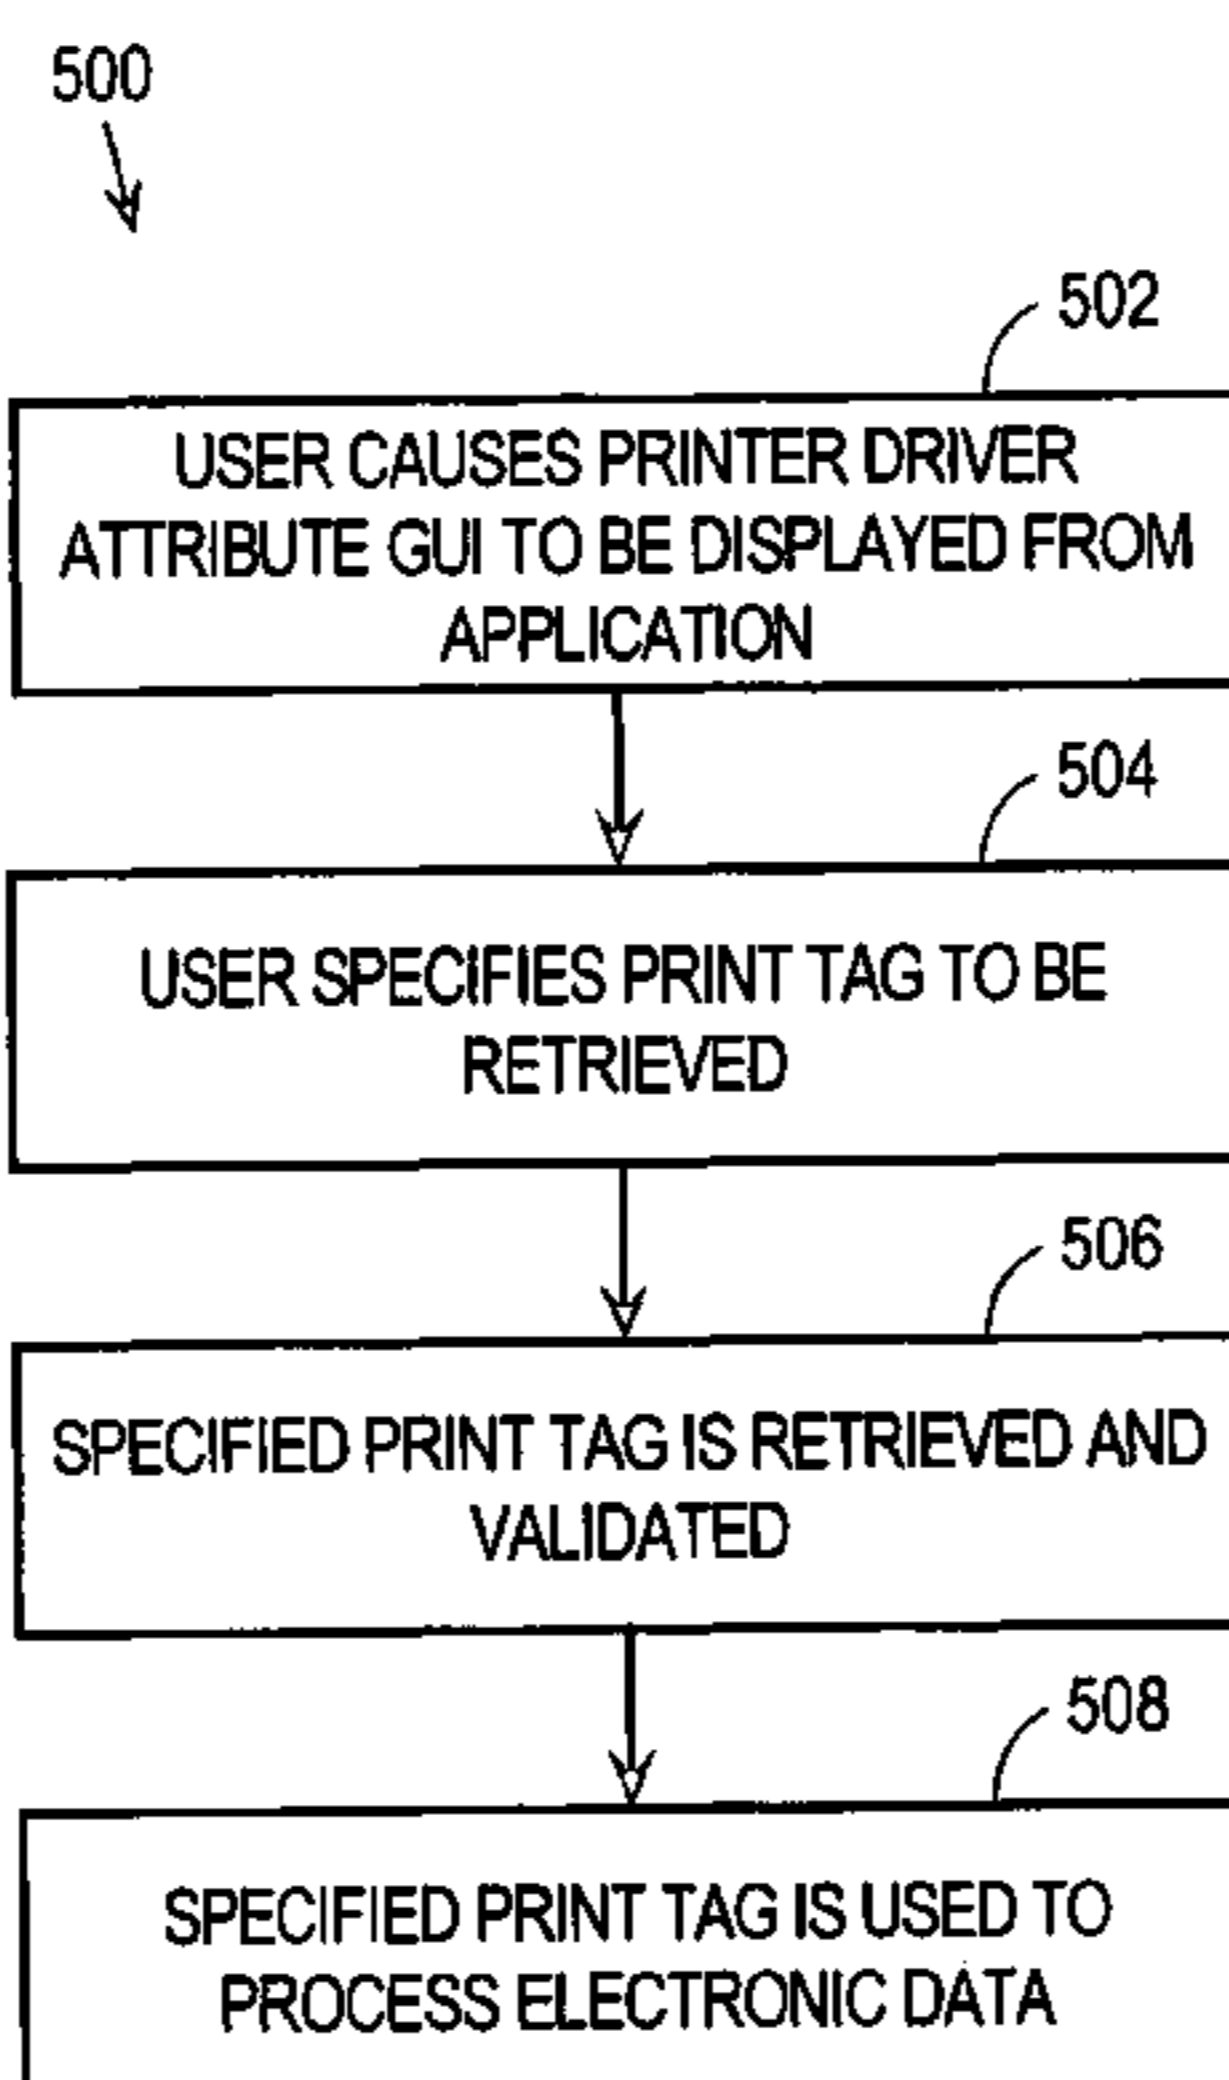 500
502
USER CAUSES PRINTER DRIVER
ATTRIBUTE GUI TO BE DISPLAYED FROM
APPLICATION
504
USER SPECIFIES PRINT TAG TO BE
RETRIEVED
506
SPECIFIED PRINT TAG IS RETRIEVED AND
VALIDATED
508
SPECIFIED PRINT TAG IS USED TO
PROCESS ELECTRONIC DATA